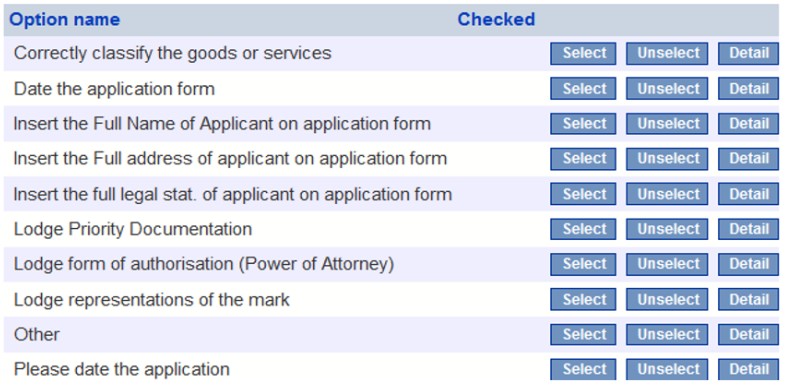 Option name Checked
Correctly classify the goods or services Select Unselect Detail
Date the application form Select Unselect Detail
Insert the Full Name of Applicant on application form Select Unselect Detail
Insert the Full address of applicant on application form Select Unselect Detail
Insert the full legal stat. of applicant on application form Select Unselect Detail
Lodge Priority Documentation Select Unselect Detail
Lodge form of authorisation (Power of Attorney) Select Unselect Detail
Lodge representations of the mark Select Unselect Detail
Other Select Unselect Detail
Please date the application Select Unselect Detail